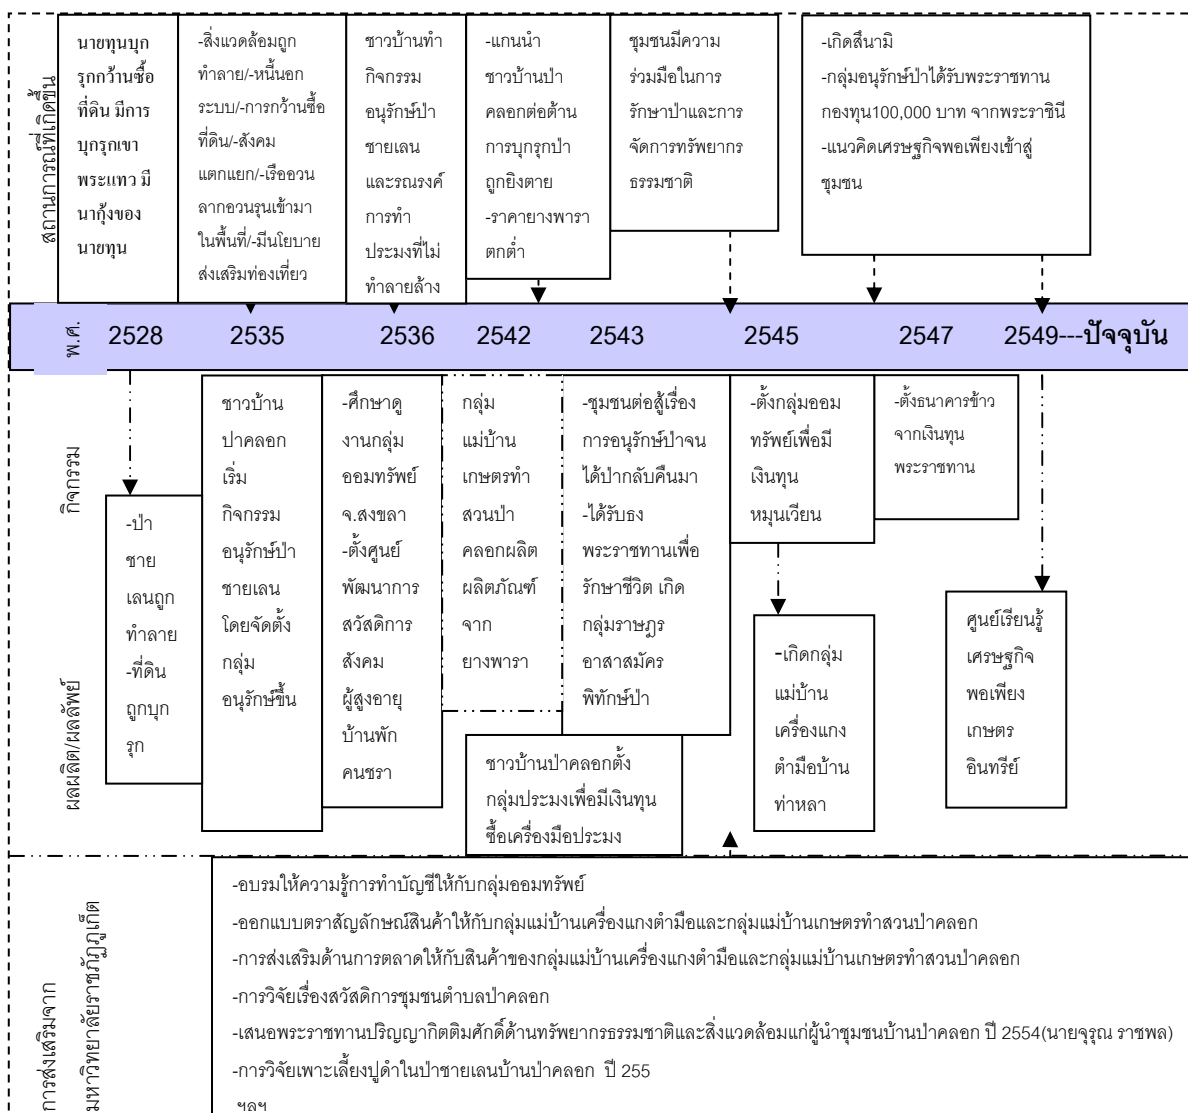 สถานการณ์ที่เกิดขึ้น
นายทุนบุก
รุกกว้านซื้อ
ที่ดิน มีการ
บุกรุกเขา
พระแทว มี
นากุ้งของ
นายทุน
-สิ่งแวดล้อมถูก
ทำลาย/-หนี้นอก
ระบบ/-การกว้านซื้อ
ที่ดิน/-สังคม
แตกแยก/-เรืออวน
ลากอวนรุนเข้ามา
ในพื้นที่/-มีนโยบาย
ส่งเสริมท่องเที่ยว
ชาวบ้านทำ
กิจกรรม
อนุรักษ์ป่า
ชายเลน
และรณรงค์
การทำ
ประมงที่ไม่
ทำลายล้าง
-แกนนำ
ชาวบ้านป่า
คลอกต่อต้าน
การบุกรุกป่า
ถูกยิงตาย
-ราคายางพารา
ตกต่ำ
ชุมชนมีความ
ร่วมมือในการ
รักษาป่าและการ
จัดการทรัพยากร
ธรรมชาติ
-เกิดสึนามิ
-กลุ่มอนุรักษ์ป่าได้รับพระราชทาน
กองทุน100,000 บาท จากพระราชินี
-แนวคิดเศรษฐกิจพอเพียงเข้าสู่
ชุมชน
พ.ศ. 2528 2535 2536 2542 2543 2545 2547 2549---ปัจจุบัน
กิจกรรม
ผลผลิต/ผลลัพย์
-ป่า
ชาย
เลนถูก
ทำลาย
-ที่ดิน
ถูกบุก
รุก
ชาวบ้าน
ปาคลอก
เริ่ม
กิจกรรม
อนุรักษ์ป่า
ชายเลน
โดยจัดตั้ง
กลุ่ม
อนุรักษ์ขึ้น
-ศึกษาดู
งานกลุ่ม
ออมทรัพย์
จ.สงขลา
-ตั้งศูนย์
พัฒนาการ
สวัสดิการ
สังคม
ผู้สูงอายุ
บ้านพัก
คนชรา
กลุ่ม
แม่บ้าน
เกษตรทำ
สวนป่า
คลอกผลิต
ผลิตภัณฑ์
จาก
ยางพารา
-ชุมชนต่อสู้เรื่อง
การอนุรักษ์ป่าจน
ได้ป่ากลับคืนมา
-ได้รับธง
พระราชทานเพื่อ
รักษาชีวิต เกิด
กลุ่มราษฎร
อาสาสมัคร
พิทักษ์ป่า
ชาวบ้านป่าคลอกตั้ง
กลุ่มประมงเพื่อมีเงินทุน
ซื้อเครื่องมือประมง
-ตั้งกลุ่มออม
ทรัพย์เพื่อมี
เงินทุน
หมุนเวียน
-เกิดกลุ่ม
แม่บ้าน
เครื่องแกง
ตำมือบ้าน
ท่าหลา
-ตั้งธนาคารข้าว
จากเงินทุน
พระราชทาน
ศูนย์เรียนรู้
เศรษฐกิจ
พอเพียง
เกษตร
อินทรีย์
การส่งเสริมจาก
มหาวิทยาลัยราชภัฏภูเก็ต
-อบรมให้ความรู้การทำบัญชีให้กับกลุ่มออมทรัพย์
-ออกแบบตราสัญลักษณ์สินค้าให้กับกลุ่มแม่บ้านเครื่องแกงตำมือและกลุ่มแม่บ้านเกษตรทำสวนป่าคลอก
-การส่งเสริมด้านการตลาดให้กับสินค้าของกลุ่มแม่บ้านเครื่องแกงตำมือและกลุ่มแม่บ้านเกษตรทำสวนป่าคลอก
-การวิจัยเรื่องสวัสดิการชุมชนตำบลป่าคลอก
-เสนอพระราชทานปริญญากิตติมศักดิ์ด้านทรัพยากรธรรมชาติและสิ่งแวดล้อมแก่ผู้นำชุมชนบ้านป่าคลอก ปี 2554(นายจุรุณ ราชพล)
-การวิจัยเพาะเลี้ยงปูดำในป่าชายเลนบ้านป่าคลอก ปี 255
ฯลฯ